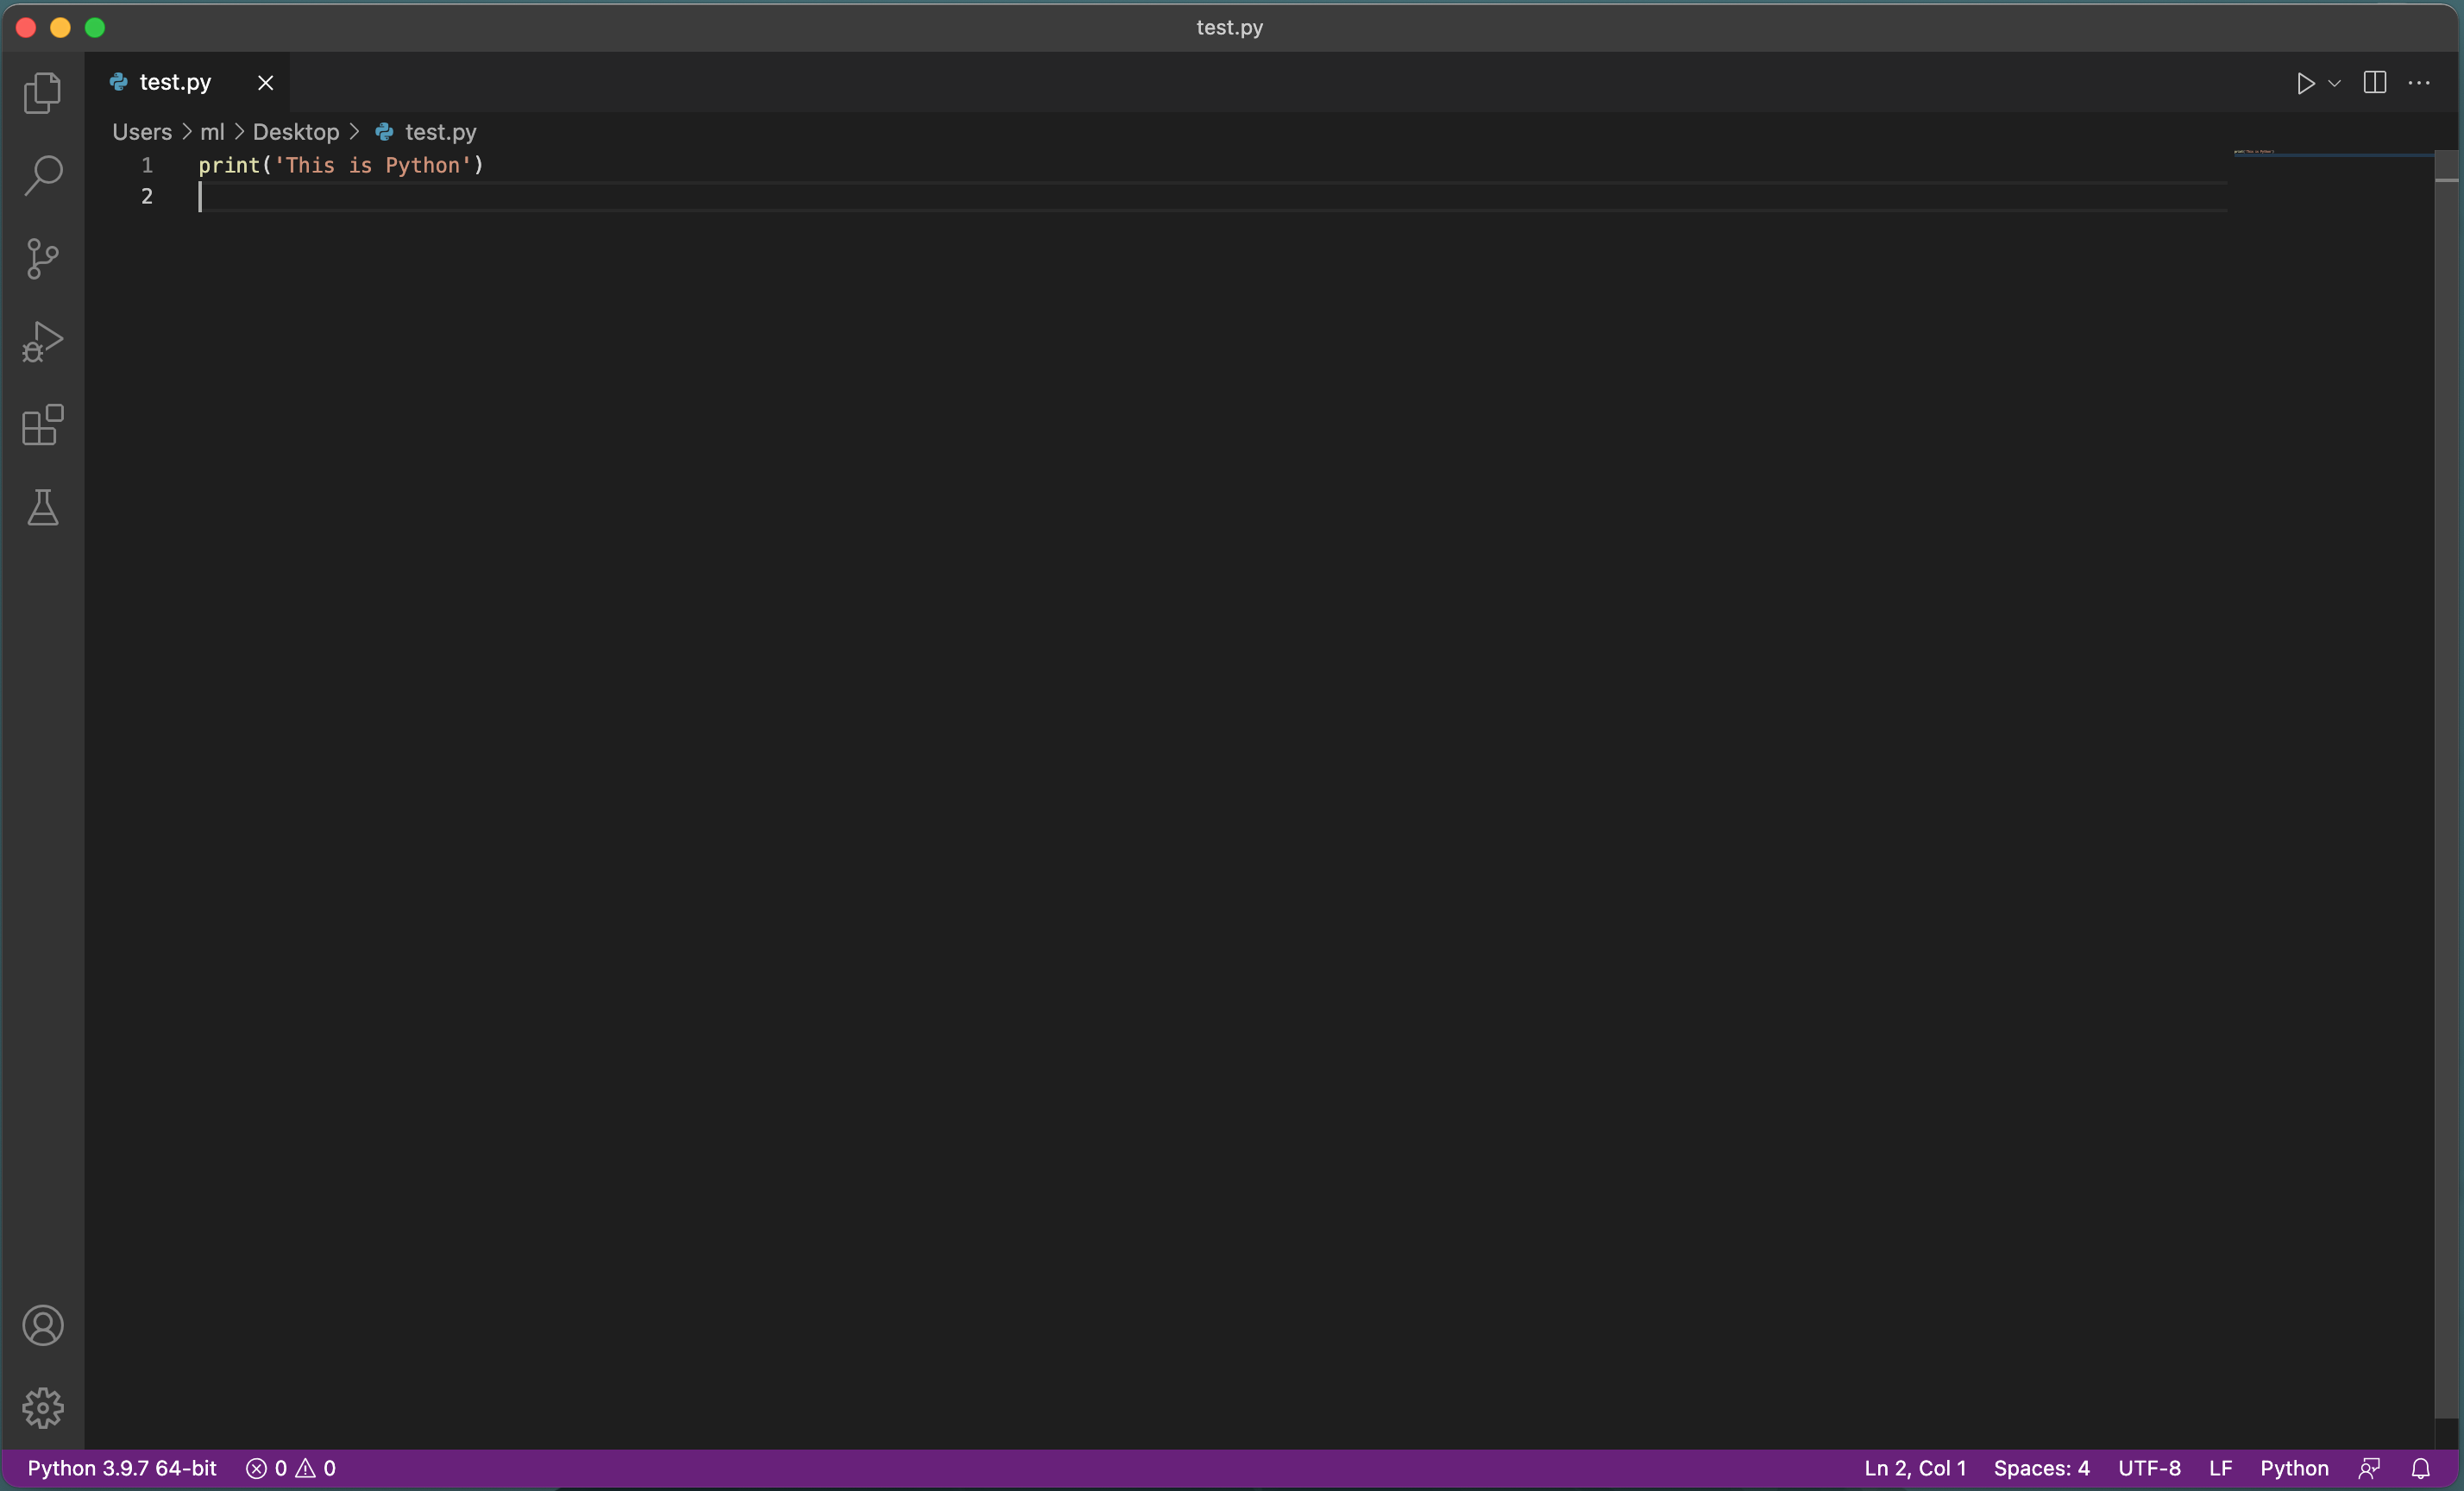 test.py
test.py
Users > ml > Desktop > test.py
1 print('This is Python')
2
Python 3.9.7 64-bit 0 0 Ln 2, Col 1 Spaces: 4 UTF-8 LF Python